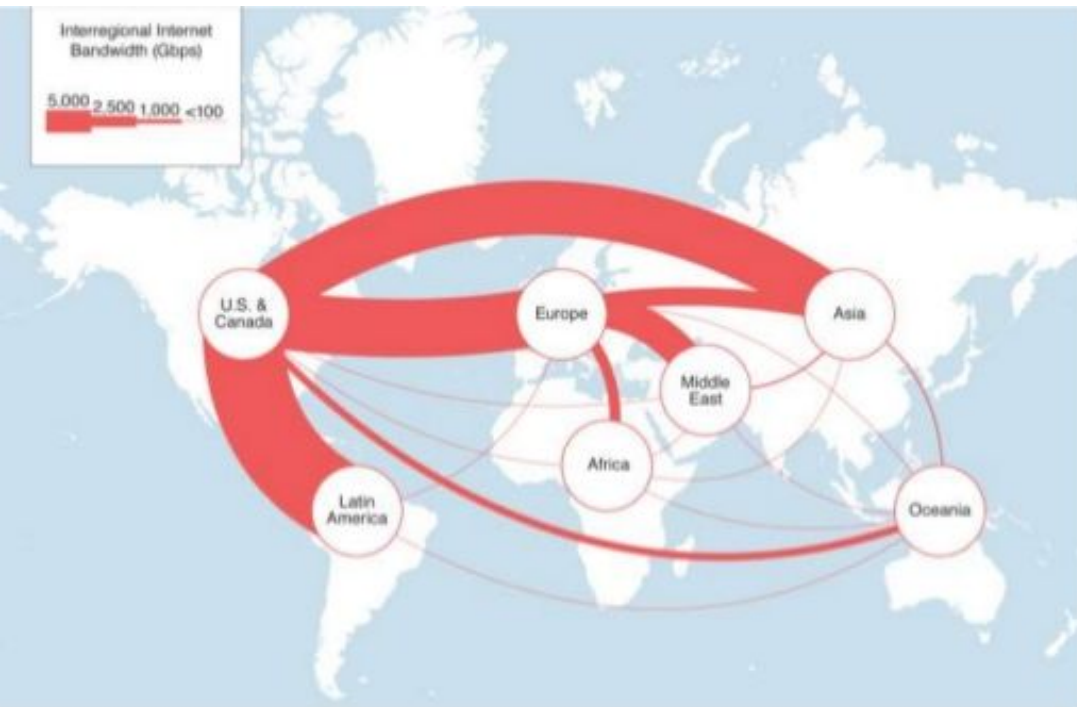 Interregional Internet
Bandwidth (Gbps)
5,000 2,500 1,000 <100
U.S. &
Canada
Europe
Asia
Middle
East
Africa
Latin
America
Oceania